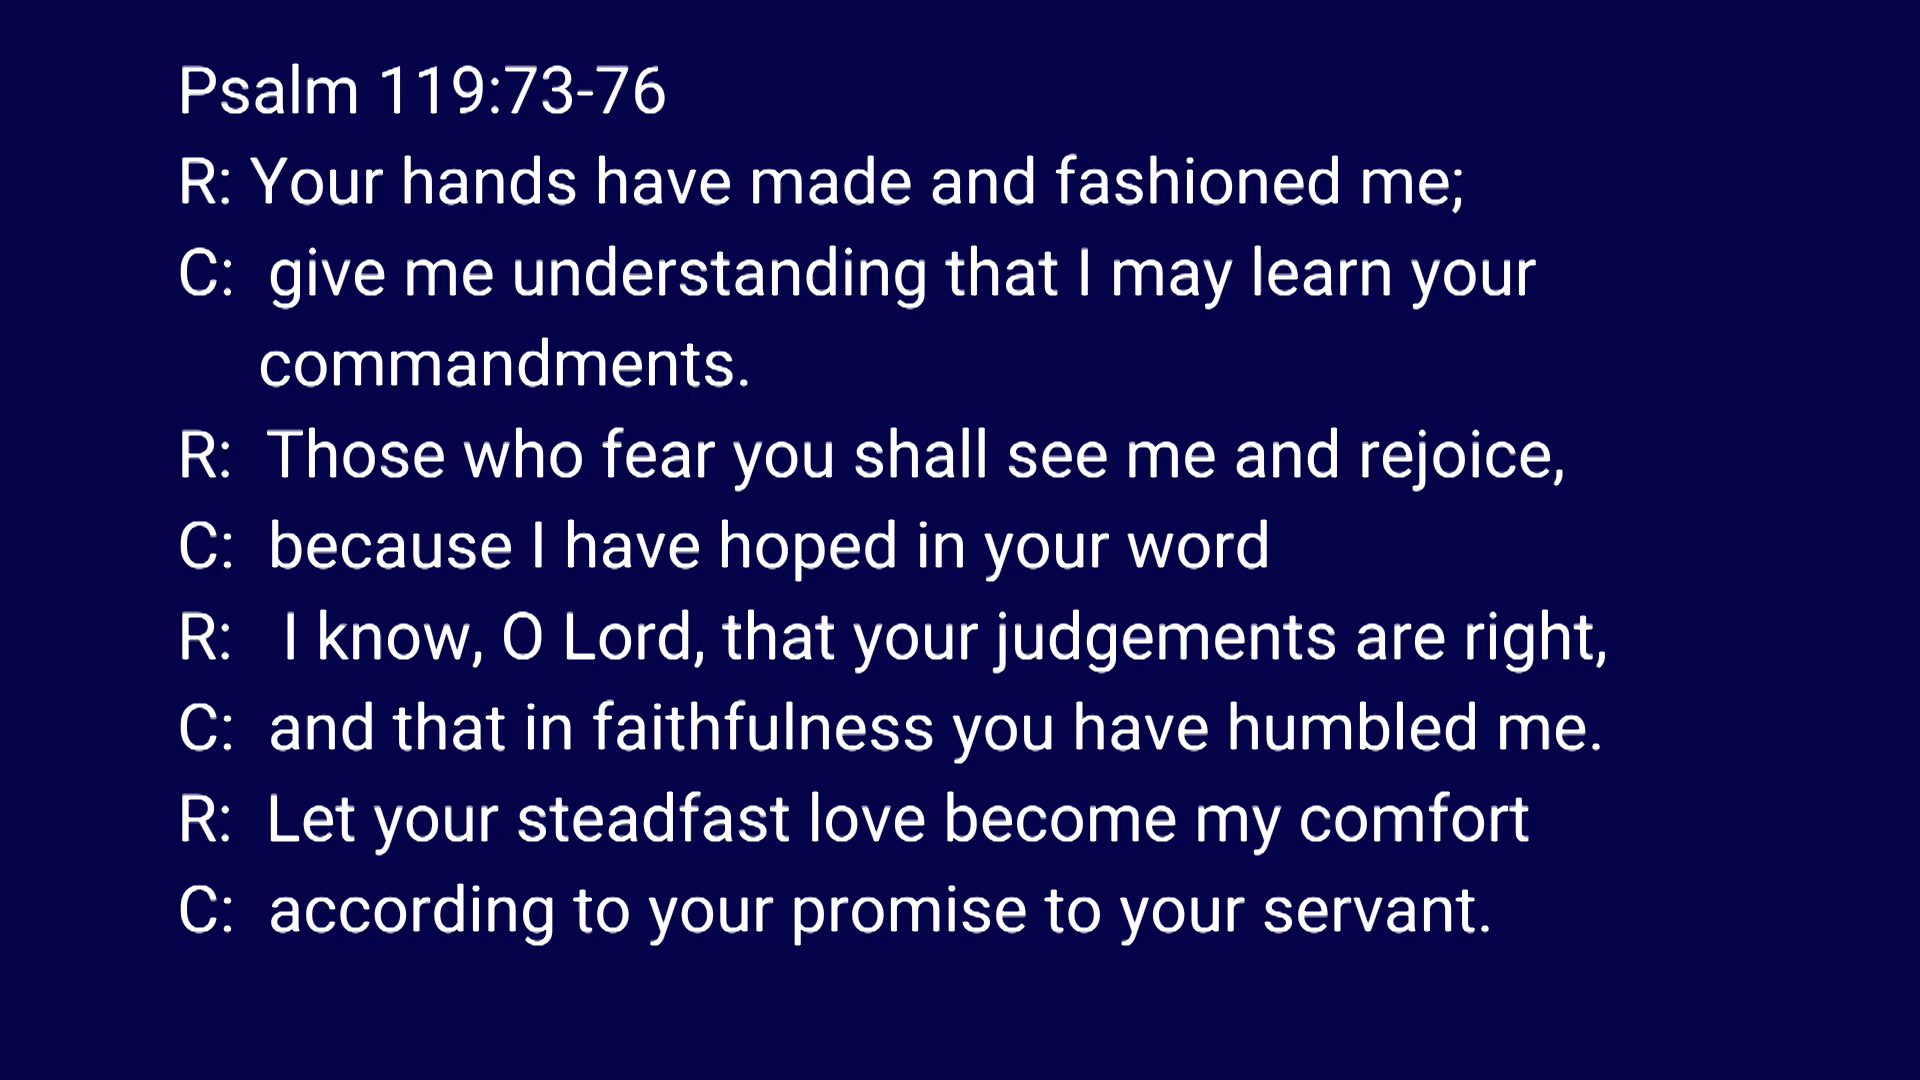 Psalm 119:73-76
R: Your hands have made and fashioned me;
C: give me understanding that I may learn your
commandments.
R: Those who fear you shall see me and rejoice,
C: because I have hoped in your word
R: I know, O Lord, that your judgements are right,
C: and that in faithfulness you have humbled me.
R: Let your steadfast love become my comfort
C: according to your promise to your servant.